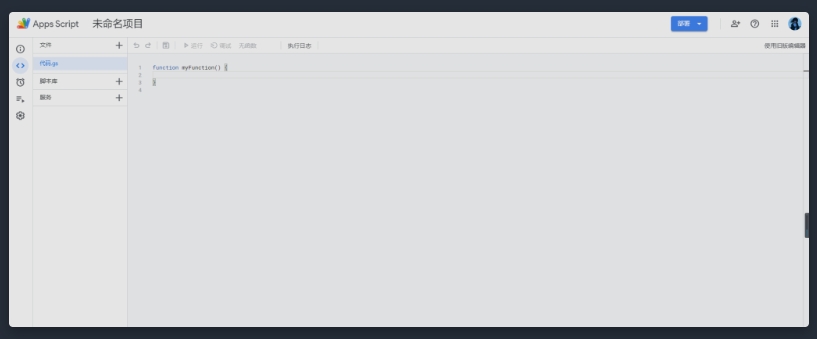 Apps Script 未命名项目 部署
文件
运行 调试 无函数 执行日志 使用旧版编辑器
代码.gs
脚本库
服务
1 function myFunction() {
2
3 }
4